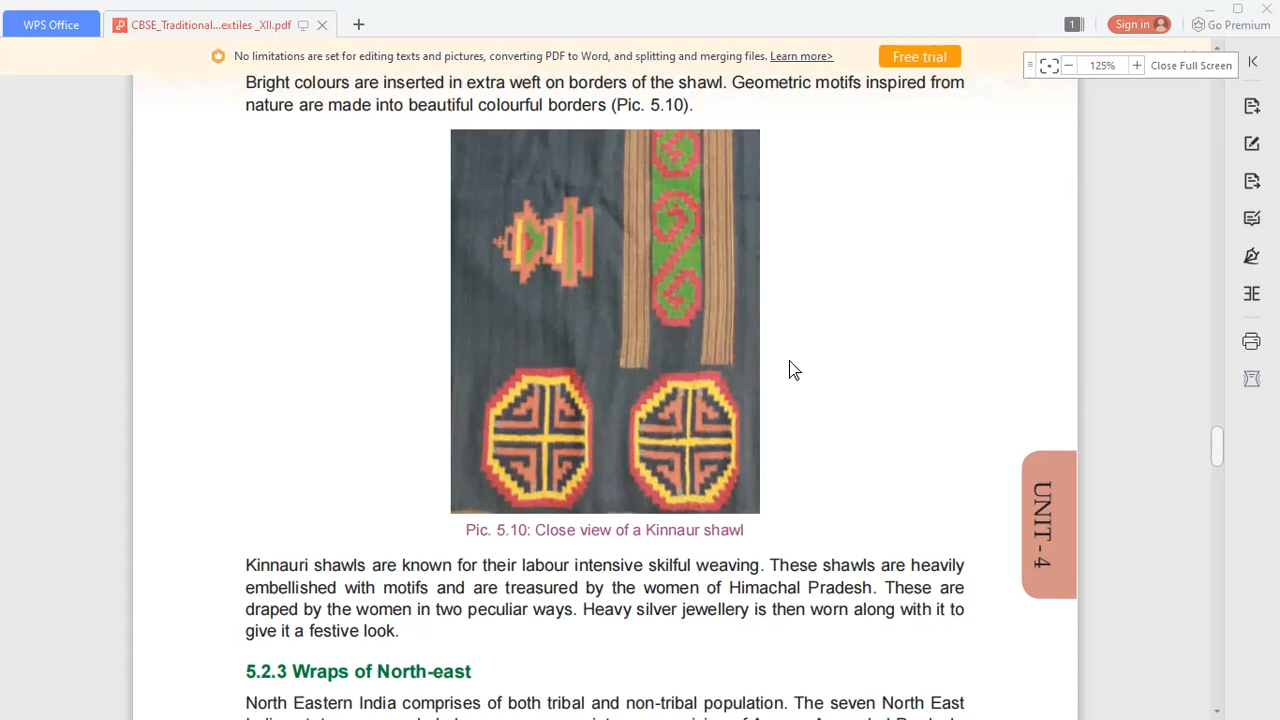 WPS Office
CBSE_Traditional...extiles _XII.pdf
1
Sign in
Go Premium
No limitations are set for editing texts and pictures, converting PDF to Word, and splitting and merging files. Learn more>
Free trial
125%
Close Full Screen
Bright colours are inserted in extra weft on borders of the shawl. Geometric motifs inspired from
nature are made into beautiful colourful borders (Pic. 5.10).
Pic. 5.10: Close view of a Kinnaur shawl
UNIT - 4
Kinnauri shawls are known for their labour intensive skilful weaving. These shawls are heavily
embellished with motifs and are treasured by the women of Himachal Pradesh. These are
draped by the women in two peculiar ways. Heavy silver jewellery is then worn along with it to
give it a festive look.
5.2.3 Wraps of North-east
North Eastern India comprises of both tribal and non-tribal population. The seven North East